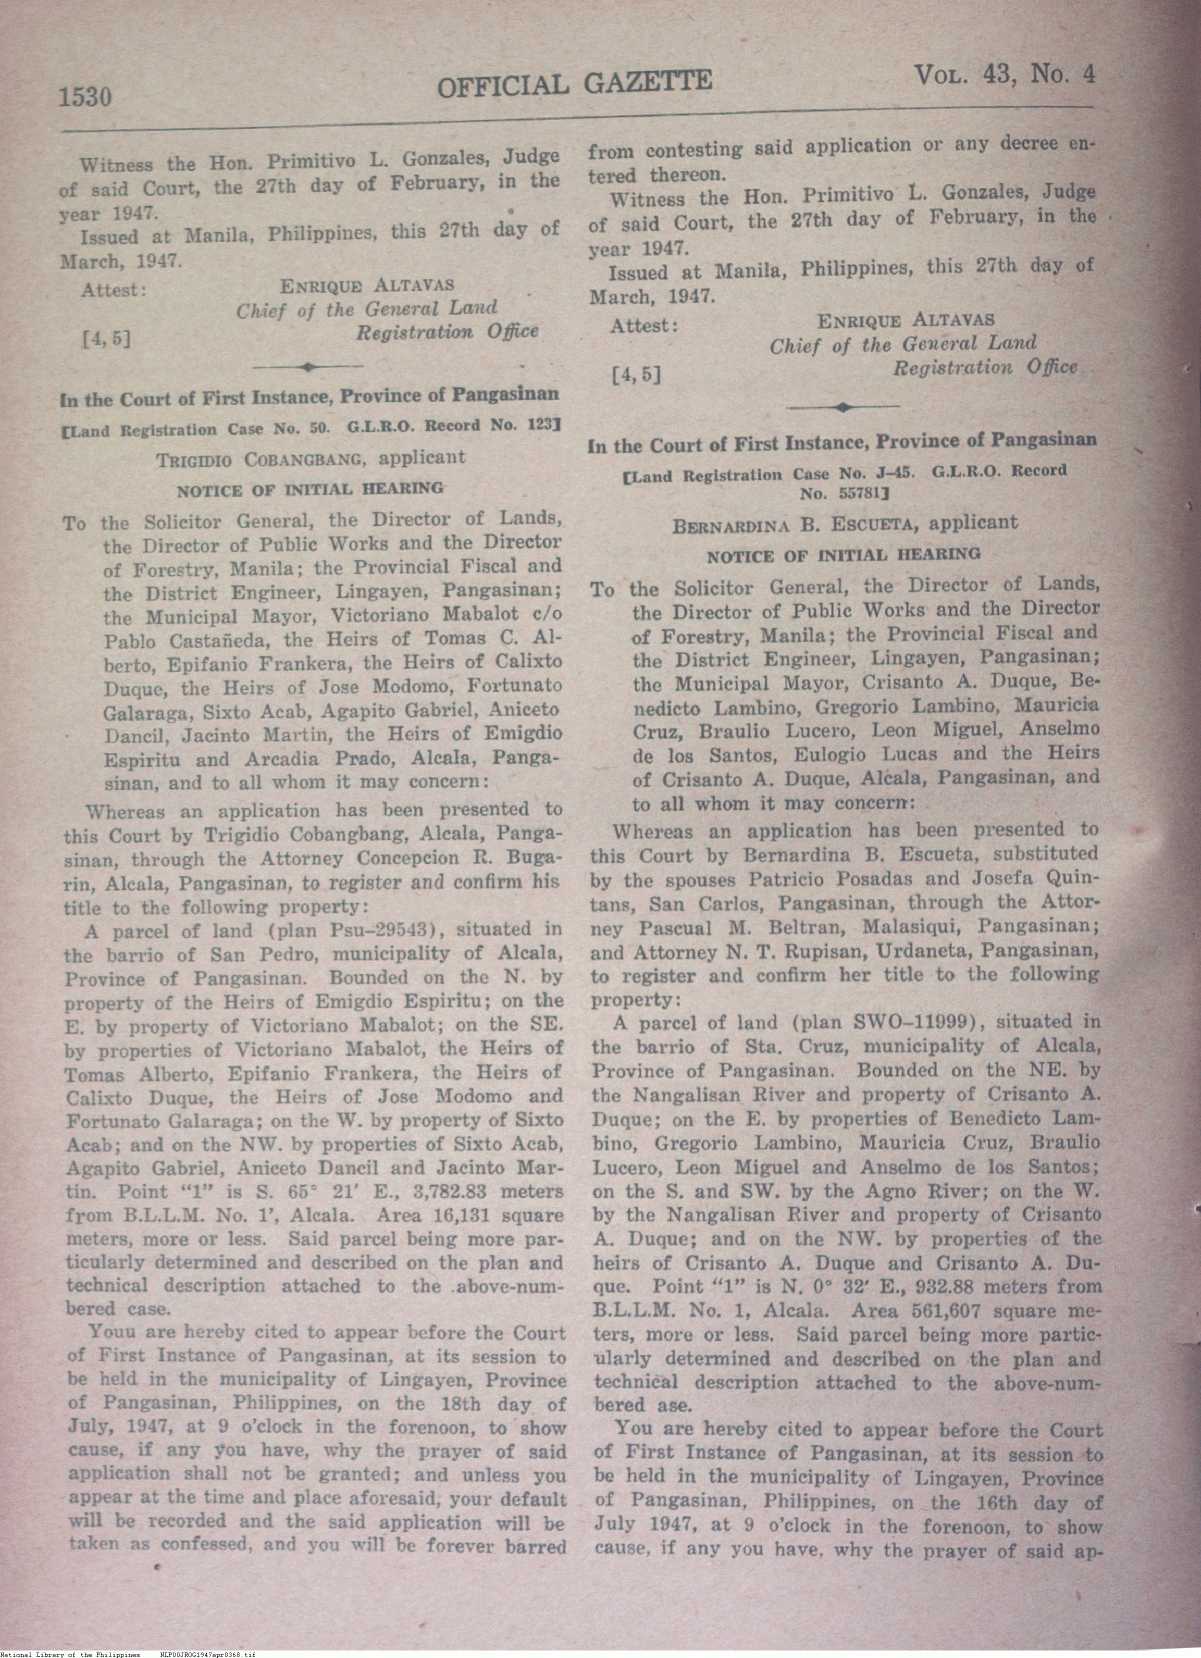 1530
OFFICIAL GAZETTE
VOL. 43, No. 4
Witness the Hon. Primitivo L. Gonzales, Judge
of said Court, the 27th day of February, in the
year 1947.
Issued at Manila, Philippines, this 27th day of
March, 1947.
Attest:
ENRIQUE ALTAVAS
Chief of the General Land
[4, 5]
Registration Office
In the Court of First Instance, Province of Pangasinan
[Land Registration Case No. 50. G.L.R.O. Record No. 123]
TRIGIDIO COBANGBANG, applicant
NOTICE OF INITIAL HEARING
To the Solicitor General, the Director of Lands,
the Director of Public Works and the Director
of Forestry, Manila; the Provincial Fiscal and
the District Engineer, Lingayen, Pangasinan;
the Municipal Mayor, Victoriano Mabalot c/o
Pablo Castañeda, the Heirs of Tomas C. Al-
berto, Epifanio Frankera, the Heirs of Calixto
Duque, the Heirs of Jose Modomo, Fortunato
Galaraga, Sixto Acab, Agapito Gabriel, Aniceto
Dancil, Jacinto Martin, the Heirs of Emigdio
Espiritu and Arcadia Prado, Alcala, Panga-
sinan, and to all whom it may concern:
Whereas an application has been presented to
this Court by Trigidio Cobangbang, Alcala, Panga-
sinan, through the Attorney Concepcion R. Buga-
rin, Alcala, Pangasinan, to register and confirm his
title to the following property:
A parcel of land (plan Psu-29543), situated in
the barrio of San Pedro, municipality of Alcala,
Province of Pangasinan. Bounded on the N. by
property of the Heirs of Emigdio Espiritu; on the
E. by property of Victoriano Mabalot; on the SE.
by properties of Victoriano Mabalot, the Heirs of
Tomas Alberto, Epifanio Frankera, the Heirs of
Calixto Duque, the Heirs of Jose Modomo and
Fortunato Galaraga; on the W. by property of Sixto
Acab; and on the NW. by properties of Sixto Acab,
Agapito Gabriel, Aniceto Dancil and Jacinto Mar-
tin. Point "1" is S. 65° 21′ E., 3,782.83 meters
from B.L.L.M. No. 1', Alcala. Area 16,131 square
meters, more or less. Said parcel being more par-
ticularly determined and described on the plan and
technical description attached to the above-num-
bered case.
Youu are hereby cited to appear before the Court
of First Instance of Pangasinan, at its session to
be held in the municipality of Lingayen, Province
of Pangasinan, Philippines, on the 18th day of
July, 1947, at 9 o'clock in the forenoon, to show
cause, if any you have, why the prayer of said
application shall not be granted; and unless you
appear at the time and place aforesaid, your default
will be recorded and the said application will be
taken as confessed, and you will be forever barred
from contesting said application or any decree en-
tered thereon.
Witness the Hon. Primitivo L. Gonzales, Judge
of said Court, the 27th day of February, in the
year 1947.
Issued at Manila, Philippines, this 27th day of
March, 1947.
Attest:
ENRIQUE ALTAVAS
Chief of the General Land
[4, 5]
Registration Office
In the Court of First Instance, Province of Pangasinan
[Land Registration Case No. J-45. G.L.R.O. Record
No. 55781]
BERNARDINA B. ESCUETA, applicant
NOTICE OF INITIAL HEARING
To the Solicitor General, the Director of Lands,
the Director of Public Works and the Director
of Forestry, Manila; the Provincial Fiscal and
the District Engineer, Lingayen, Pangasinan;
the Municipal Mayor, Crisanto A. Duque, Be-
nedicto Lambino, Gregorio Lambino, Mauricia
Cruz, Braulio Lucero, Leon Miguel, Anselmo
de los Santos, Eulogio Lucas and the Heirs
of Crisanto A. Duque, Alcala, Pangasinan, and
to all whom it may concern:
Whereas an application has been presented to
this Court by Bernardina B. Escueta, substituted
by the spouses Patricio Posadas and Josefa Quin-
tans, San Carlos, Pangasinan, through the Attor-
ney Pascual M. Beltran, Malasiqui, Pangasinan;
and Attorney N. T. Rupisan, Urdaneta, Pangasinan,
to register and confirm her title to the following
property:
A parcel of land (plan SWO-11999), situated in
the barrio of Sta. Cruz, municipality of Alcala,
Province of Pangasinan. Bounded on the NE. by
the Nangalisan River and property of Crisanto A.
Duque; on the E. by properties of Benedicto Lam-
bino, Gregorio Lambino, Mauricia Cruz, Braulio
Lucero, Leon Miguel and Anselmo de los Santos;
on the S. and SW. by the Agno River; on the W.
by the Nangalisan River and property of Crisanto
A. Duque; and on the NW. by properties of the
heirs of Crisanto A. Duque and Crisanto A. Du-
que. Point "1" is N. 0° 32′ E., 932.88 meters from
B.L.L.M. No. 1, Alcala. Area 561,607 square me-
ters, more or less. Said parcel being more partic-
ularly determined and described on the plan and
technical description attached to the above-num-
bered ase.
You are hereby cited to appear before the Court
of First Instance of Pangasinan, at its session to
be held in the municipality of Lingayen, Province
of Pangasinan, Philippines, on the 16th day of
July 1947, at 9 o'clock in the forenoon, to show
cause, if any you have, why the prayer of said ap-
National Library of the Philippines NLP00JROG1947apr0368.tif